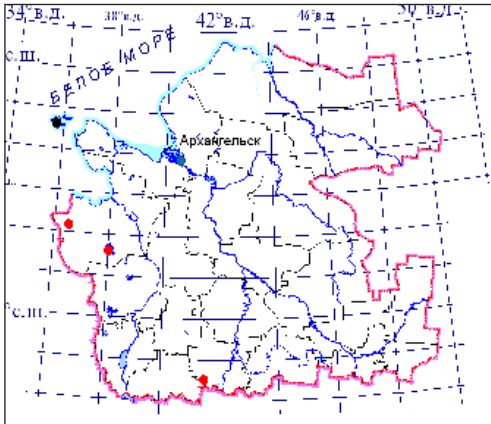 34°в.д.
38°в.д.
42°в.д.
46°в.д.
50°в.д.
с.ш.
БЕЛОЕ МОРЕ
Архангельск
°с.ш.